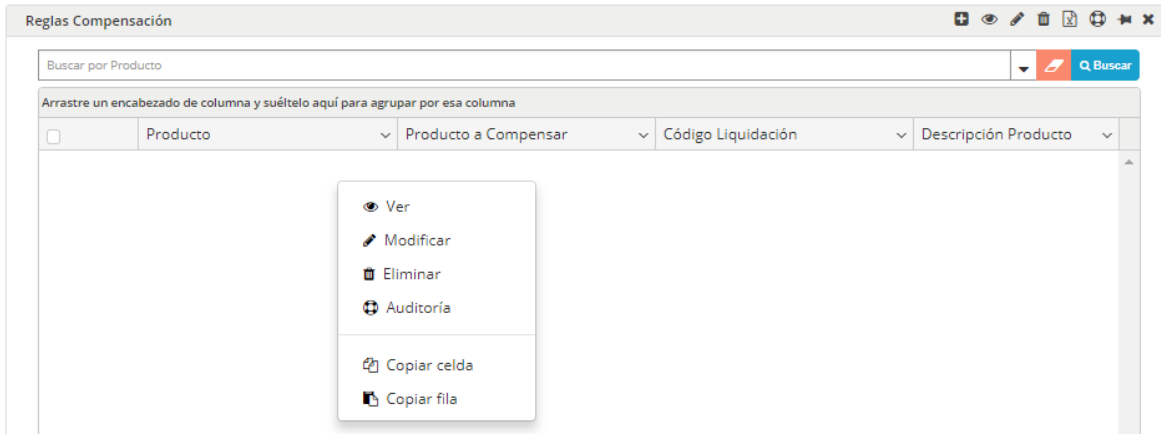 Reglas Compensación
Buscar por Producto
Buscar
Arrastre un encabezado de columna y suéltelo aquí para agrupar por esa columna
Producto Producto a Compensar Código Liquidación Descripción Producto
Ver
Modificar
Eliminar
Auditoría
Copiar celda
Copiar fila